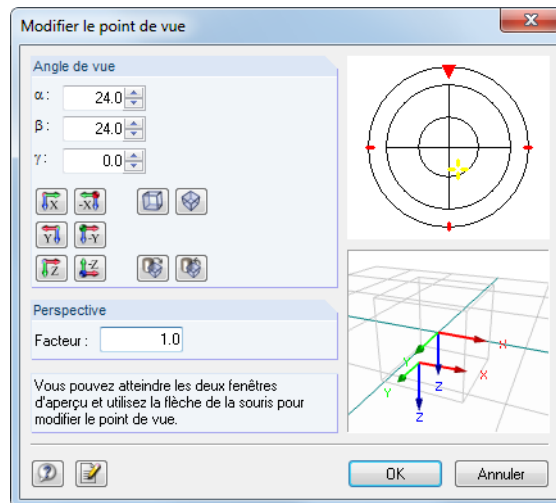 Modifier le point de vue
Angle de vue
α: 24.0
β: 24.0
γ: 0.0
X -X
Y -Y
Z -Z
Perspective
Facteur : 1.0
Vous pouvez atteindre les deux fenêtres
d'aperçu et utilisez la flèche de la souris pour
modifier le point de vue.
X
Y
Z
X
Y
Z
OK Annuler